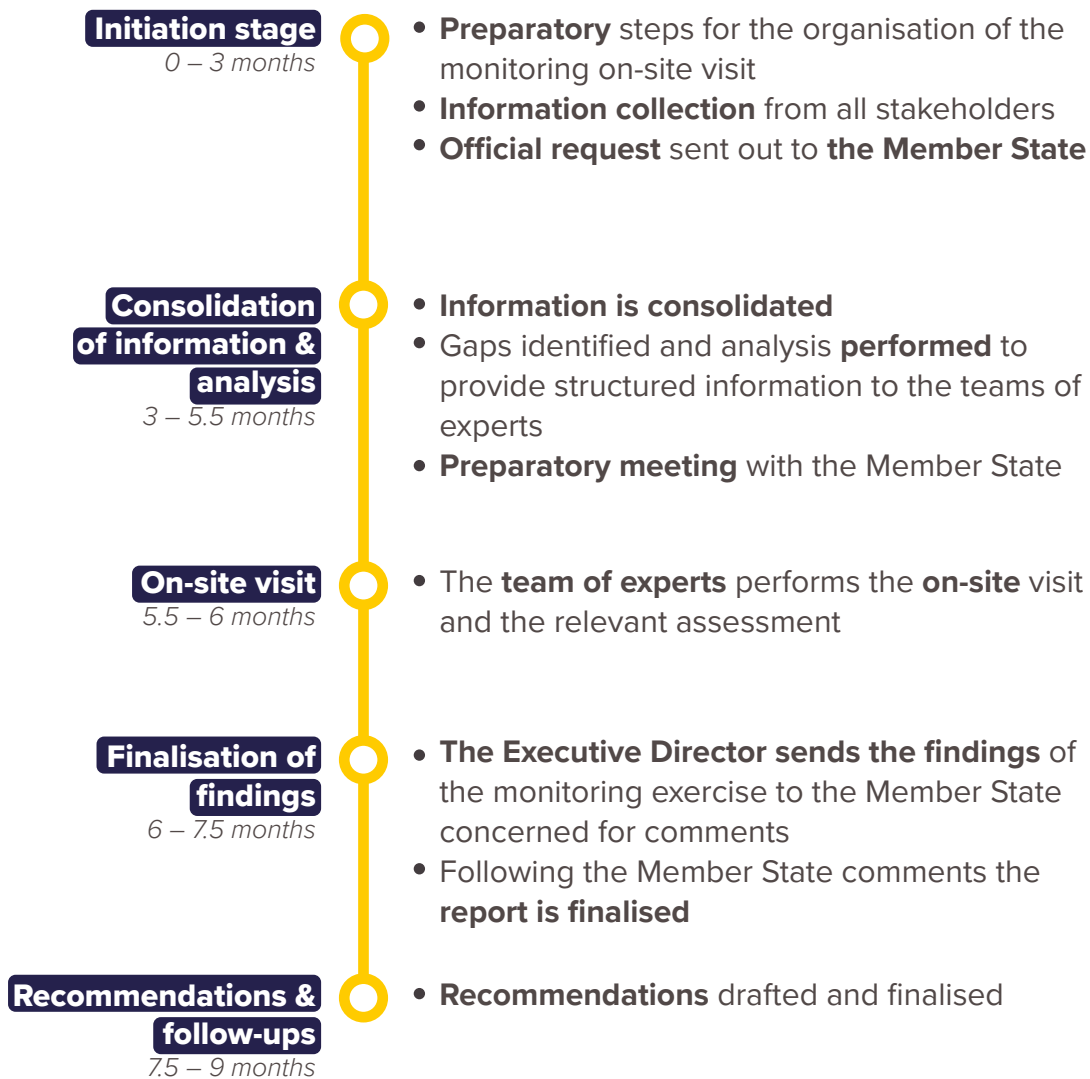 Initiation stage
0 – 3 months
• Preparatory steps for the organisation of the
monitoring on-site visit
• Information collection from all stakeholders
• Official request sent out to the Member State
Consolidation
of information &
analysis
3 – 5.5 months
• Information is consolidated
• Gaps identified and analysis performed to
provide structured information to the teams of
experts
• Preparatory meeting with the Member State
On-site visit
5.5 – 6 months
• The team of experts performs the on-site visit
and the relevant assessment
Finalisation of
findings
6 – 7.5 months
• The Executive Director sends the findings of
the monitoring exercise to the Member State
concerned for comments
• Following the Member State comments the
report is finalised
Recommendations &
follow-ups
7.5 – 9 months
• Recommendations drafted and finalised